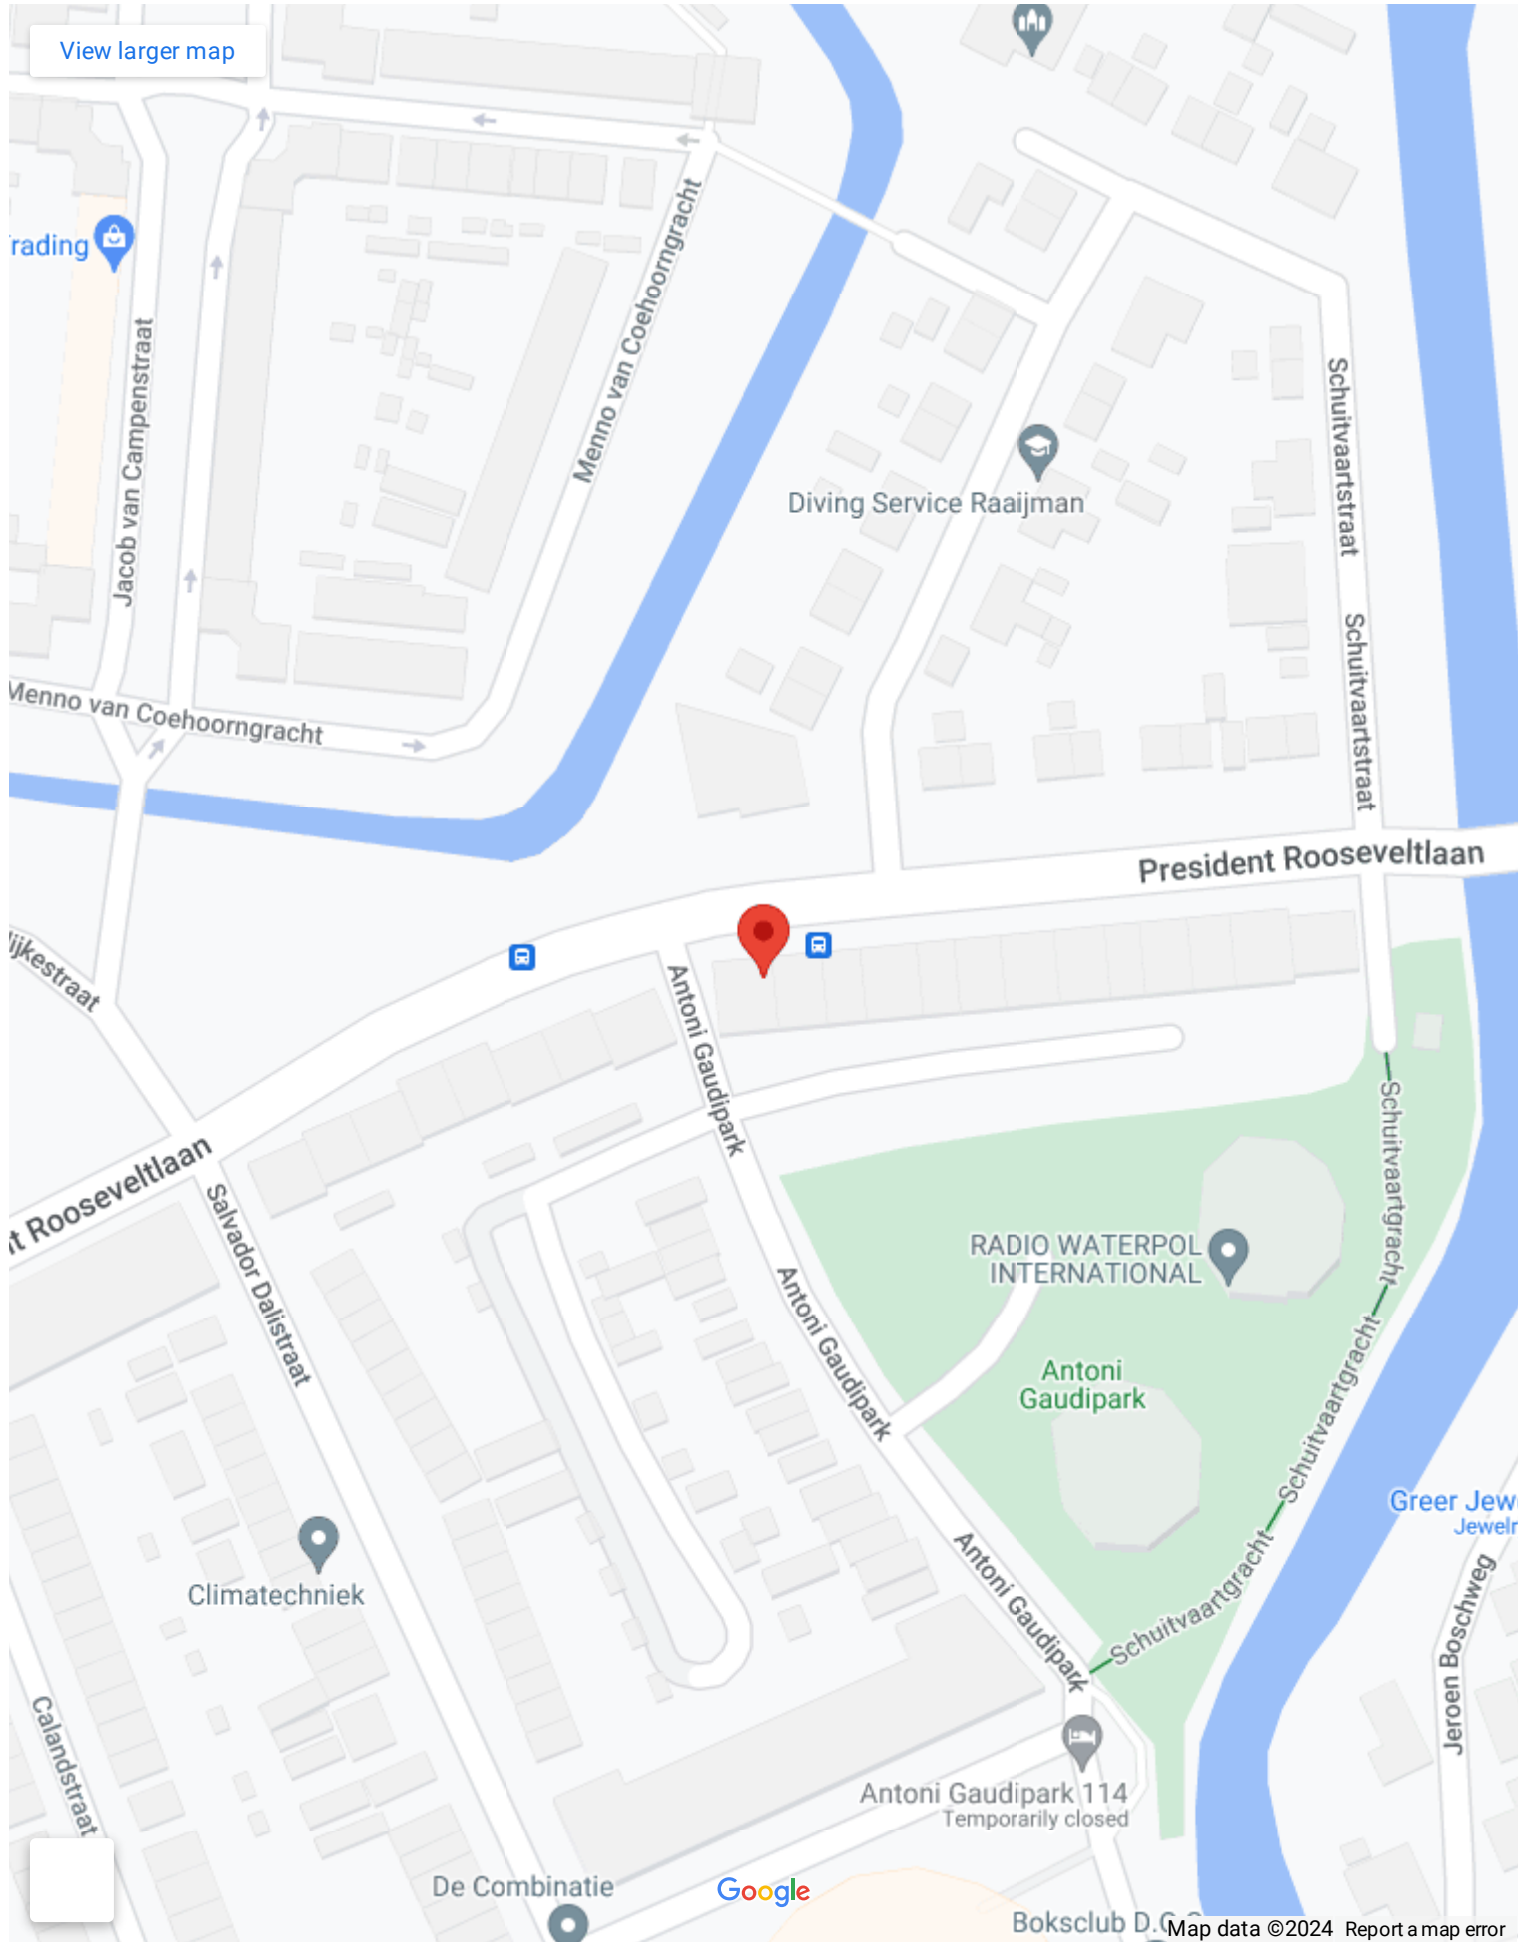 View larger map
Trading
Jacob van Campenstraat
Menno van Coehoorngracht
Menno van Coehoorngracht
Diving Service Raaijman
Schuitvaartstraat
Schuitvaartstraat
President Rooseveltlaan
Antoni Gaudipark
Salvador Dalistraat
RADIO WATERPOL
INTERNATIONAL
Schuitvaartgracht
Antoni Gaudipark
Antoni
Gaudipark
Schuitvaartgracht
Greer Jew
Jewelr
Climatechniek
Antoni Gaudipark
Schuitvaartgracht
Jeroen Boschweg
Calandstraat
Antoni Gaudipark 114
Temporarily closed
De Combinatie
Google
Boksclub
Map data ©2024 Report a map error